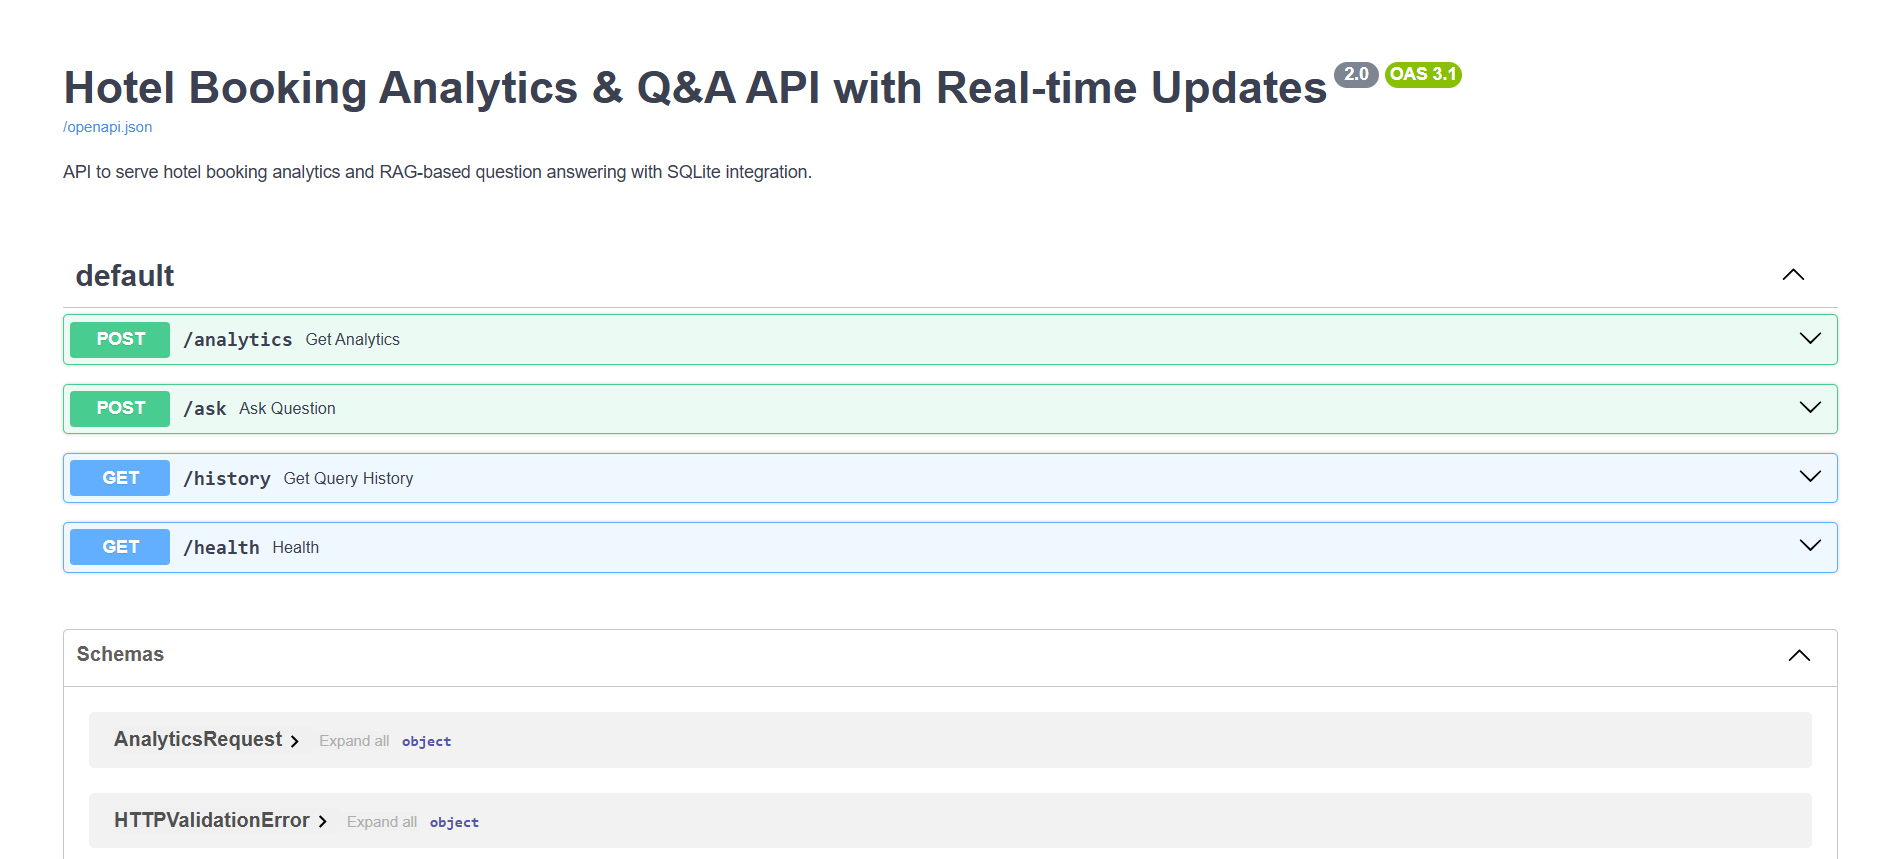 Hotel Booking Analytics & Q&A API with Real-time Updates 2.0 OAS 3.1
/openapi.json
API to serve hotel booking analytics and RAG-based question answering with SQLite integration.
default
POST /analytics Get Analytics
POST /ask Ask Question
GET /history Get Query History
GET /health Health
Schemas
AnalyticsRequest Expand all object
HTTPValidationError Expand all object